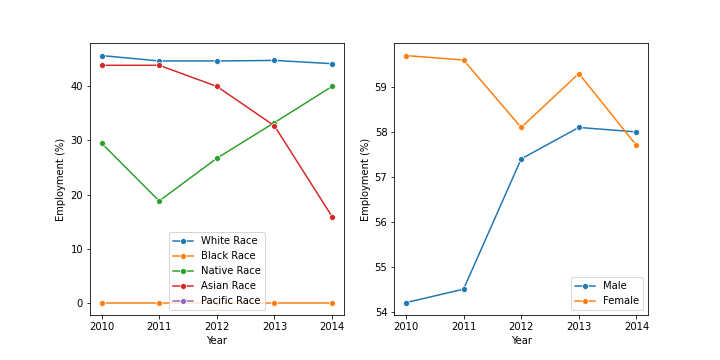 Employment (%)
40
30
20
10
0
2010 2011 2012 2013 2014
Year
White Race
Black Race
Native Race
Asian Race
Pacific Race
Employment (%)
59
58
57
56
55
54
2010 2011 2012 2013 2014
Year
Male
Female